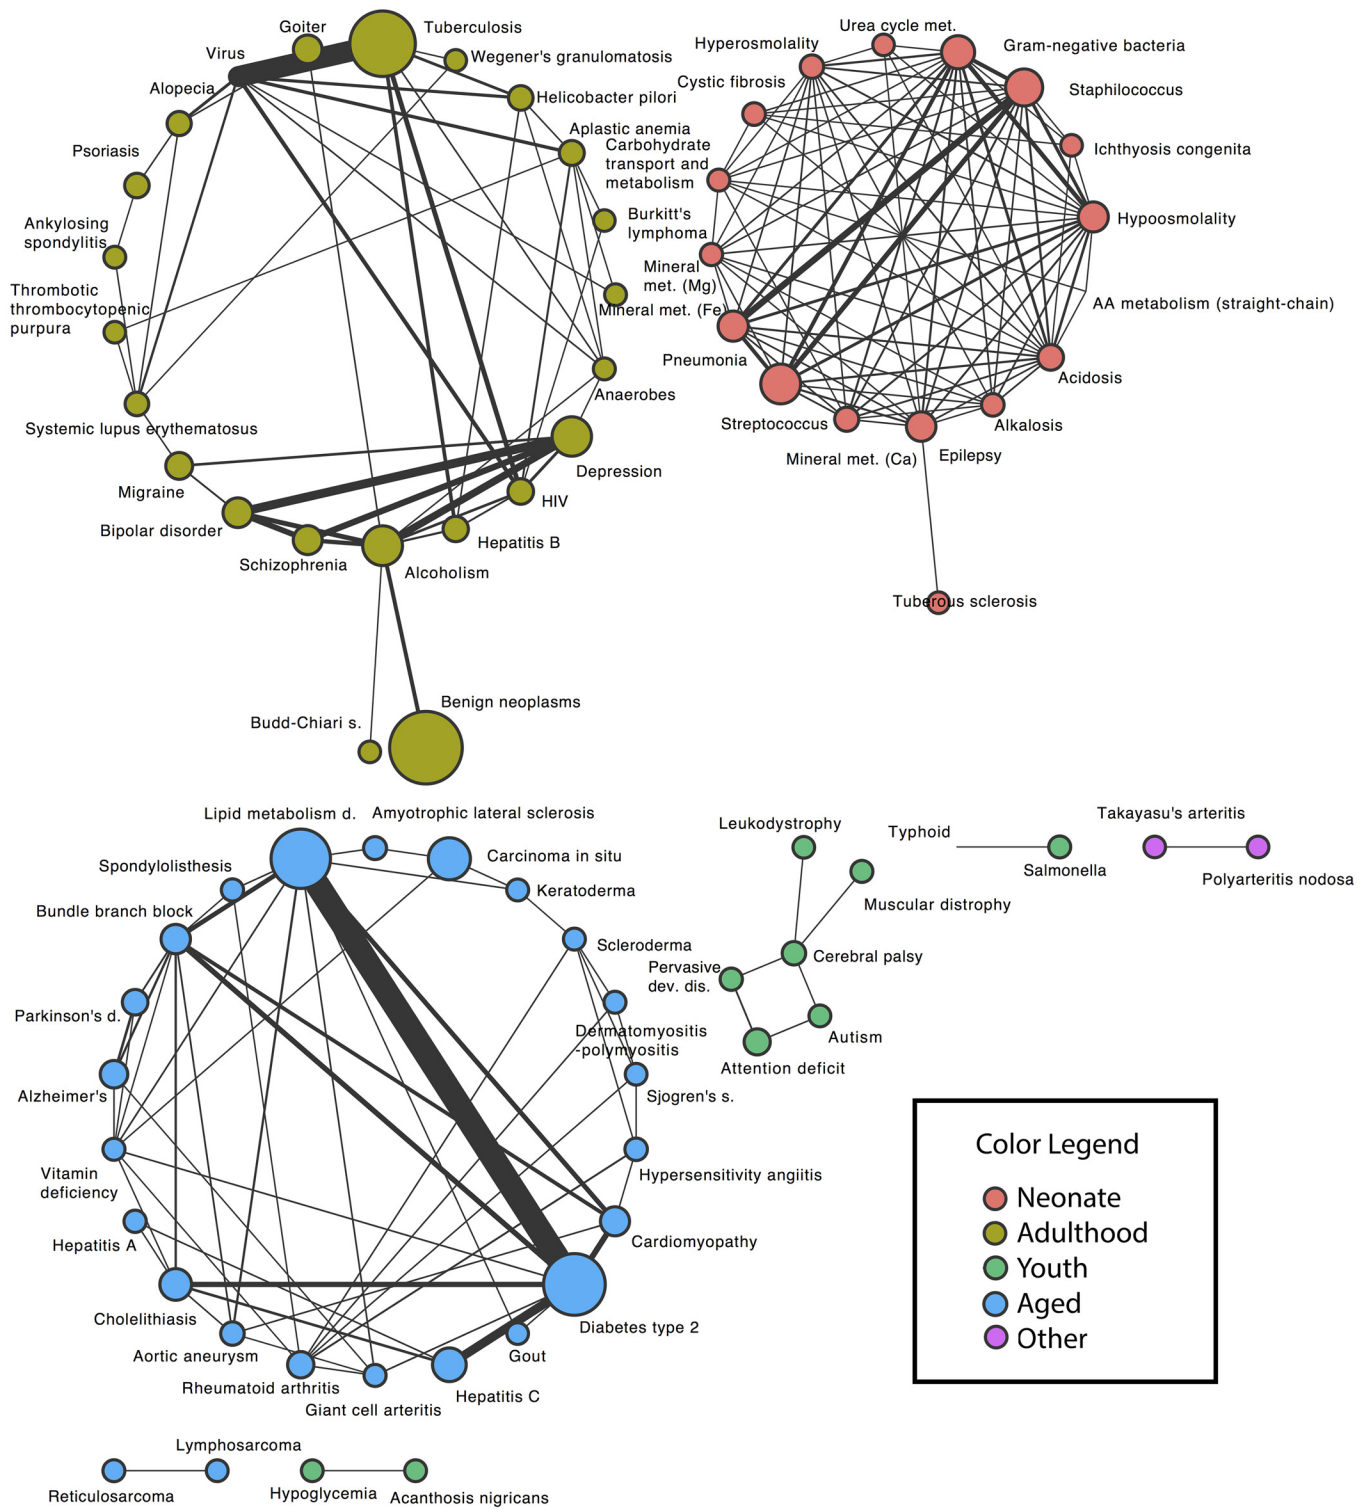 Goiter
Tuberculosis
Virus
Wegener's granulomatosis
Alopecia
Helicobacter pilori
Psoriasis
Aplastic anemia
Ankylosing
spondylitis
Burkitt's
lymphoma
Thrombotic
thrombocytopenic
purpura
Mineral met. (Fe)
Anaerobes
Systemic lupus erythematosus
Depression
Migraine
HIV
Bipolar disorder
Hepatitis B
Schizophrenia
Alcoholism
Benign neoplasms
Budd-Chiari s.
Urea cycle met.
Hyperosmolality
Gram-negative bacteria
Cystic fibrosis
Staphilococcus
Carbohydrate
transport and
metabolism
Ichthyosis congenita
Hypoosmolality
Mineral
met. (Mg)
AA metabolism (straight-chain)
Pneumonia
Acidosis
Streptococcus
Alkalosis
Mineral met. (Ca)
Epilepsy
Tuberous sclerosis
Lipid metabolism d.
Amyotrophic lateral sclerosis
Spondylolisthesis
Carcinoma in situ
Keratoderma
Bundle branch block
Scleroderma
Parkinson's d.
Dermatomyositis
-polymyositis
Alzheimer's
Sjogren's s.
Vitamin
deficiency
Hypersensitivity angiitis
Hepatitis A
Cardiomyopathy
Cholelithiasis
Diabetes type 2
Aortic aneurysm
Gout
Rheumatoid arthritis
Hepatitis C
Giant cell arteritis
Leukodystrophy
Typhoid
Takayasu's arteritis
Salmonella
Polyarteritis nodosa
Muscular distrophy
Cerebral palsy
Pervasive
dev. dis.
Autism
Attention deficit
Color Legend
Neonate
Adulthood
Youth
Aged
Other
Lymphosarcoma
Reticulosarcoma
Hypoglycemia
Acanthosis nigricans